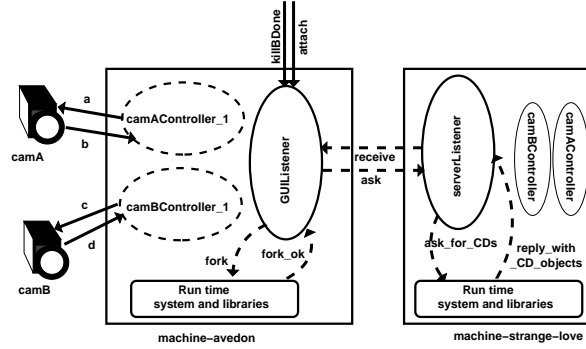 killBDone
attach
a
b
camA
camAController_1
GUIListener
receive
ask
serverListener
camBController
camAController
c
d
camB
camBController_1
fork
fork_ok
ask_for_CDs
reply_with
_CD_objects
Run time
system and libraries
Run time
system and libraries
machine-avedon
machine-strange-love